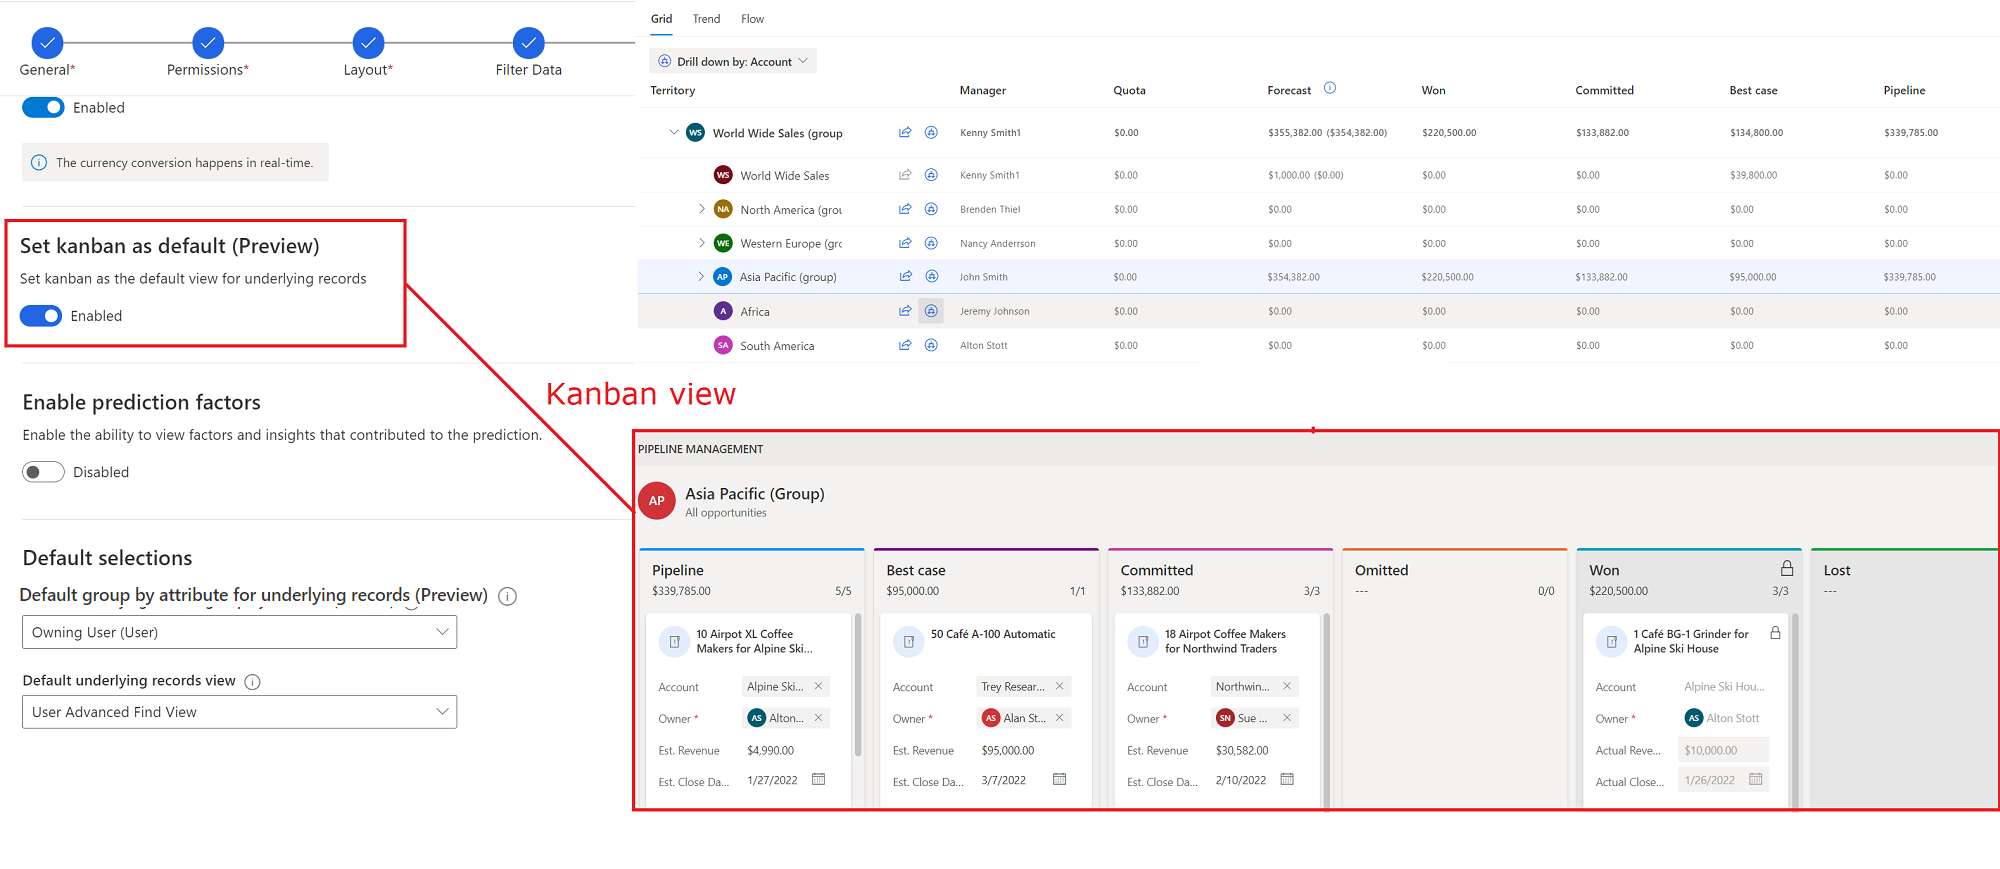 General*
Permissions*
Layout*
Filter Data
Enabled
The currency conversion happens in real-time.
Set kanban as default (Preview)
Set kanban as the default view for underlying records
Enabled
Enable prediction factors
Enable the ability to view factors and insights that contributed to the prediction.
Disabled
Default selections
Default group by attribute for underlying records (Preview)
Owning User (User)
Default underlying records view
User Advanced Find View
Grid Trend Flow
Drill down by: Account
Territory Manager Quota Forecast Won Committed Best case Pipeline
WS World Wide Sales (group Kenny Smith1 $0.00 $355,382.00 ($354,382.00) $220,500.00 $133,882.00 $134,800.00 $339,785.00
WS World Wide Sales Kenny Smith1 $0.00 $1,000.00 ($0.00) $0.00 $0.00 $39,800.00 $0.00
NA North America (grou Brenden Thiel $0.00 $0.00 $0.00 $0.00 $0.00 $0.00
WE Western Europe (grc Nancy Anderrson $0.00 $0.00 $0.00 $0.00 $0.00 $0.00
AP Asia Pacific (group) John Smith $0.00 $354,382.00 $220,500.00 $133,882.00 $95,000.00 $339,785.00
A Africa Jeremy Johnson $0.00 $0.00 $0.00 $0.00 $0.00 $0.00
SA South America Alton Stott $0.00 $0.00 $0.00 $0.00 $0.00 $0.00
Kanban view
PIPELINE MANAGEMENT
AP Asia Pacific (Group)
All opportunities
Pipeline
$339,785.00 5/5
10 Airpot XL Coffee
Makers for Alpine Ski...
Account Alpine Ski...
Owner * AS Alton...
Est. Revenue $4,990.00
Est. Close Da... 1/27/2022
Best case
$95,000.00 1/1
50 Café A-100 Automatic
Account Trey Resear...
Owner * AS Alan St...
Est. Revenue $95,000.00
Est. Close Da... 3/7/2022
Committed
$133,882.00 3/3
18 Airpot Coffee Makers
for Northwind Traders
Account Northwin...
Owner * SN Sue ...
Est. Revenue $30,582.00
Est. Close Da... 2/10/2022
Omitted
--- 0/0
Won
$220,500.00 3/3
1 Café BG-1 Grinder for
Alpine Ski House
Account Alpine Ski Hou...
Owner * AS Alton Stott
Actual Reve... $10,000.00
Actual Close... 1/26/2022
Lost
---